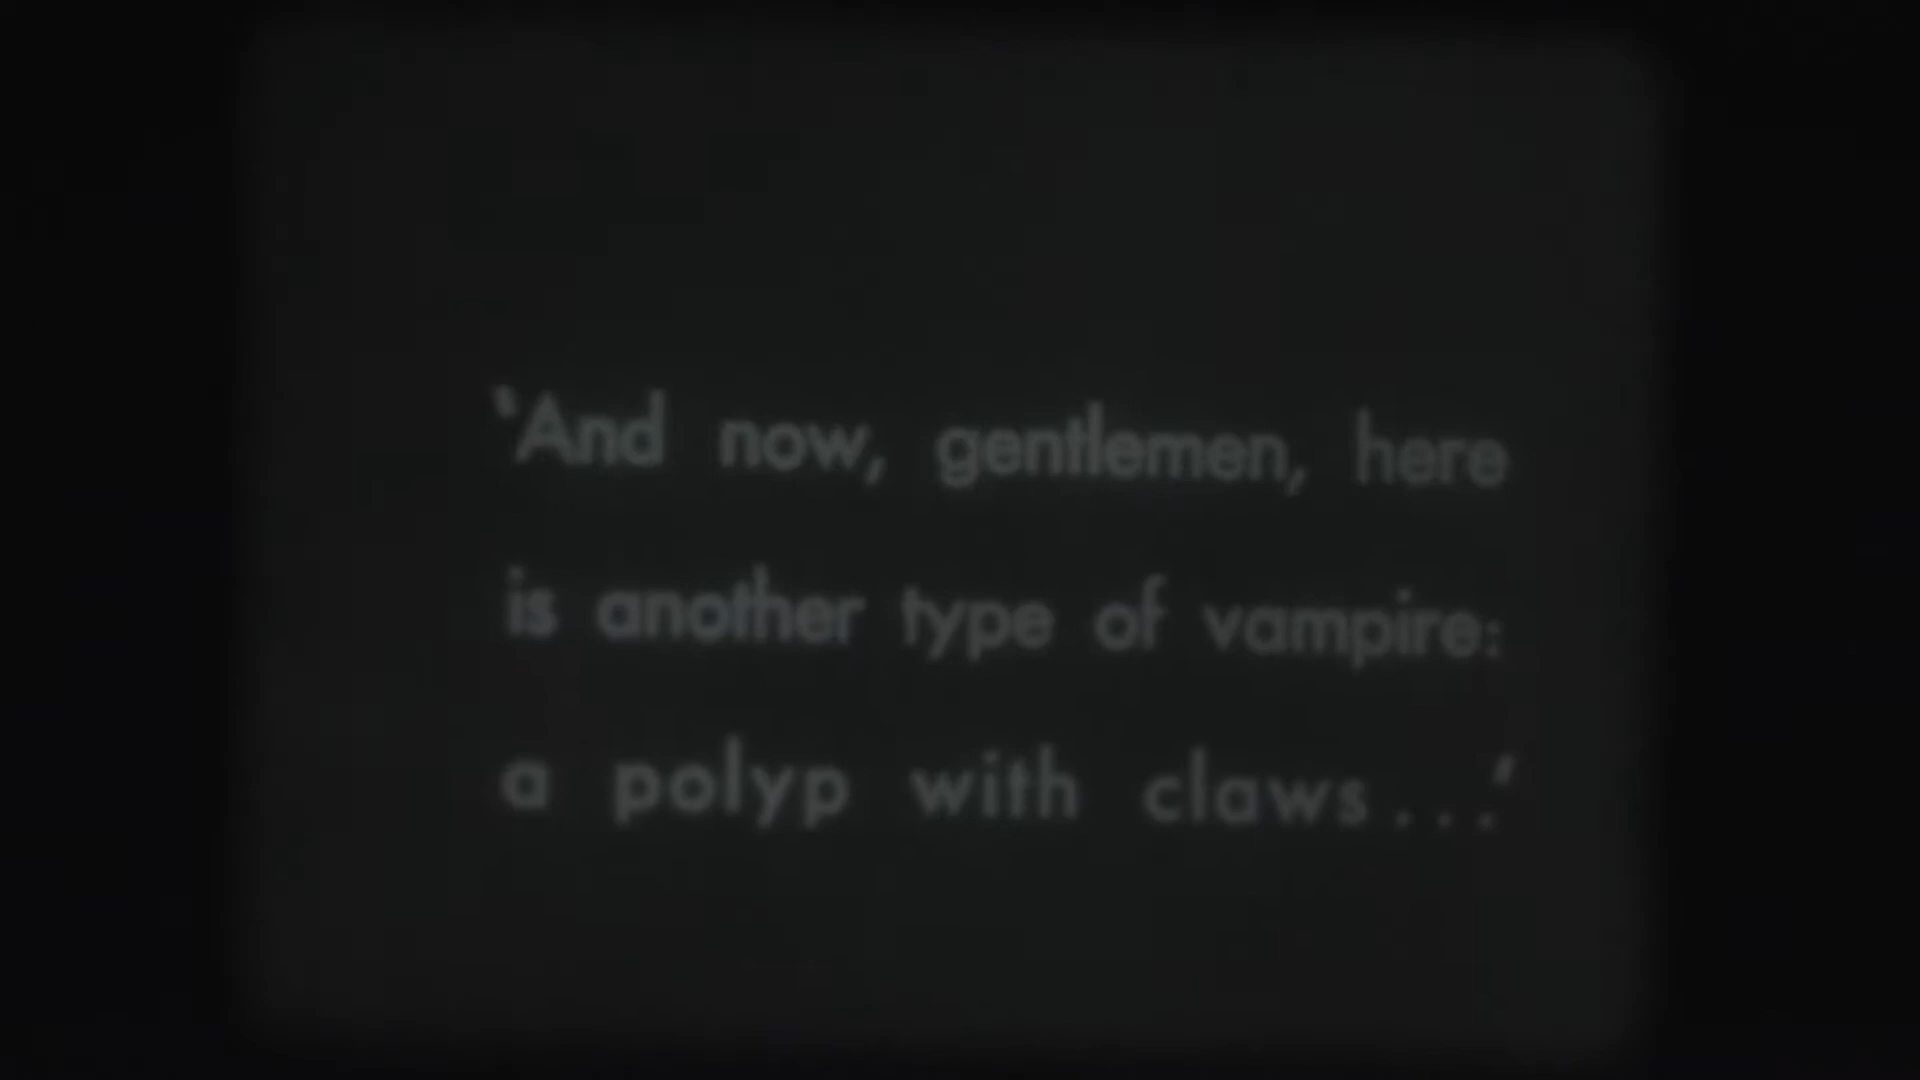 ‘And now, gentlemen, here
is another type of vampire:
a polyp with claws...’